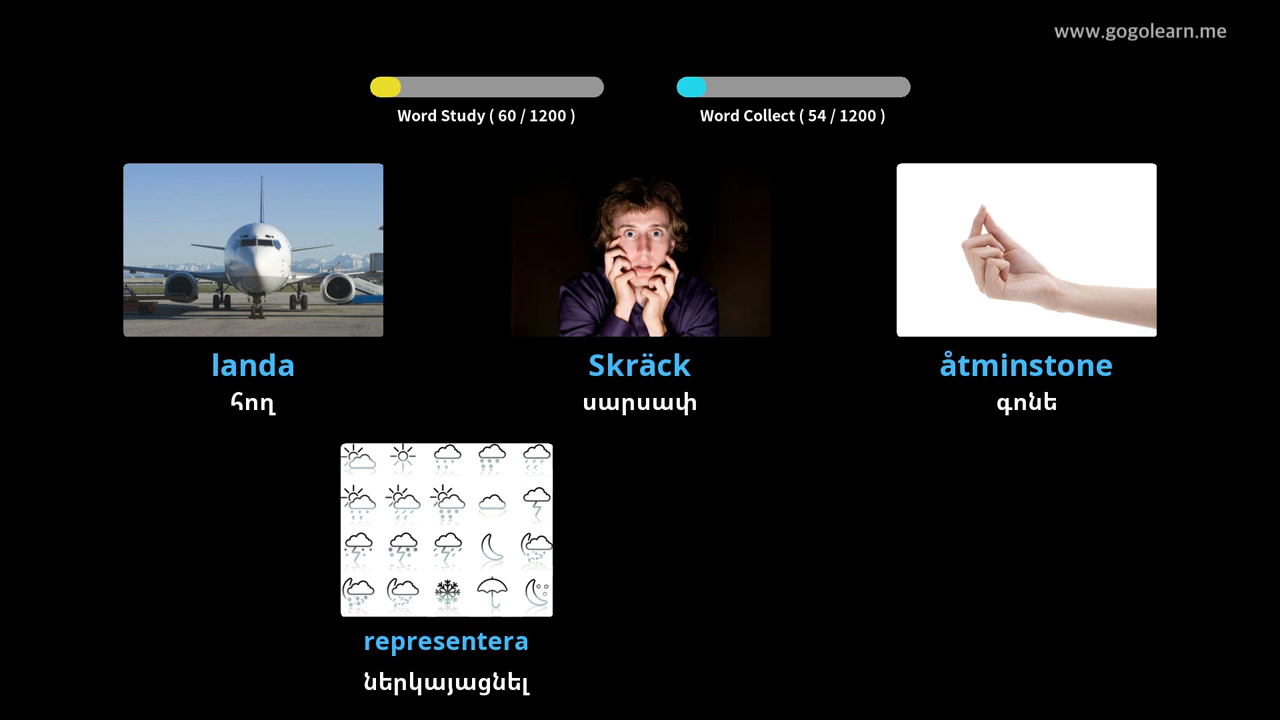 www.gogolearn.me
Word Study ( 60 / 1200 )
Word Collect ( 54 / 1200 )
landa
Skräck
åtminstone
հող
սարսափ
գոնե
representera
ներկայացնել